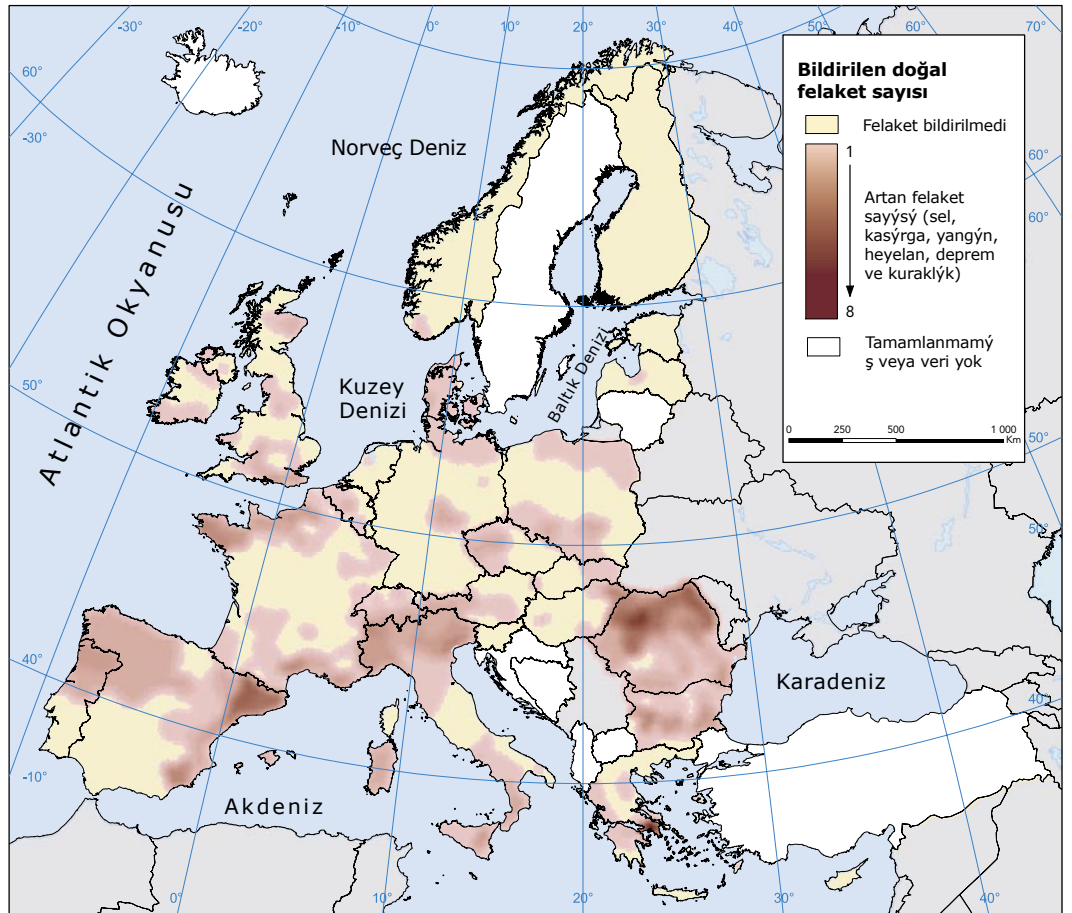 -30°
-20°
-10°
0°
10°
20°
30°
40°
50°
60°
70°
60°
-30°
50°
40°
-10°
60°
60°
50°
50°
40°
40°
0°
10°
20°
30°
40°
Norveç Deniz
Atlantik Okyanusu
Kuzey
Denizi
Baltık Denizi
Karadeniz
Akdeniz
Bildirilen doğal
felaket sayısı
Felaket bildirilmedi
1
Artan felaket
sayýsý (sel,
kasýrga, yangýn,
heyelan, deprem
ve kuraklýk)
8
Tamamlanmamý
ş veya veri yok
0 250 500 1 000
Km